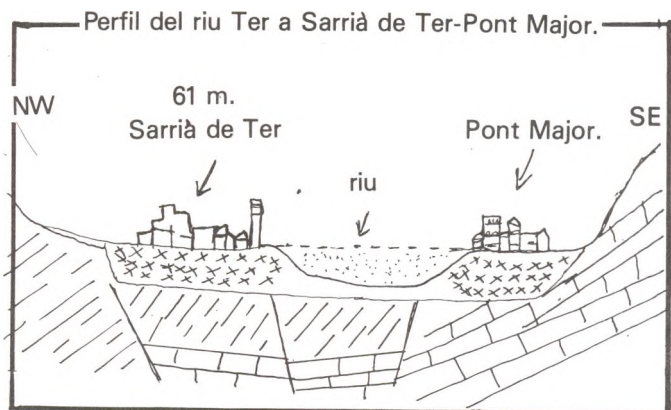 Perfil del riu Ter a Sarrià de Ter-Pont Major.
NW
61 m.
Sarrià de Ter
riu
Pont Major.
SE